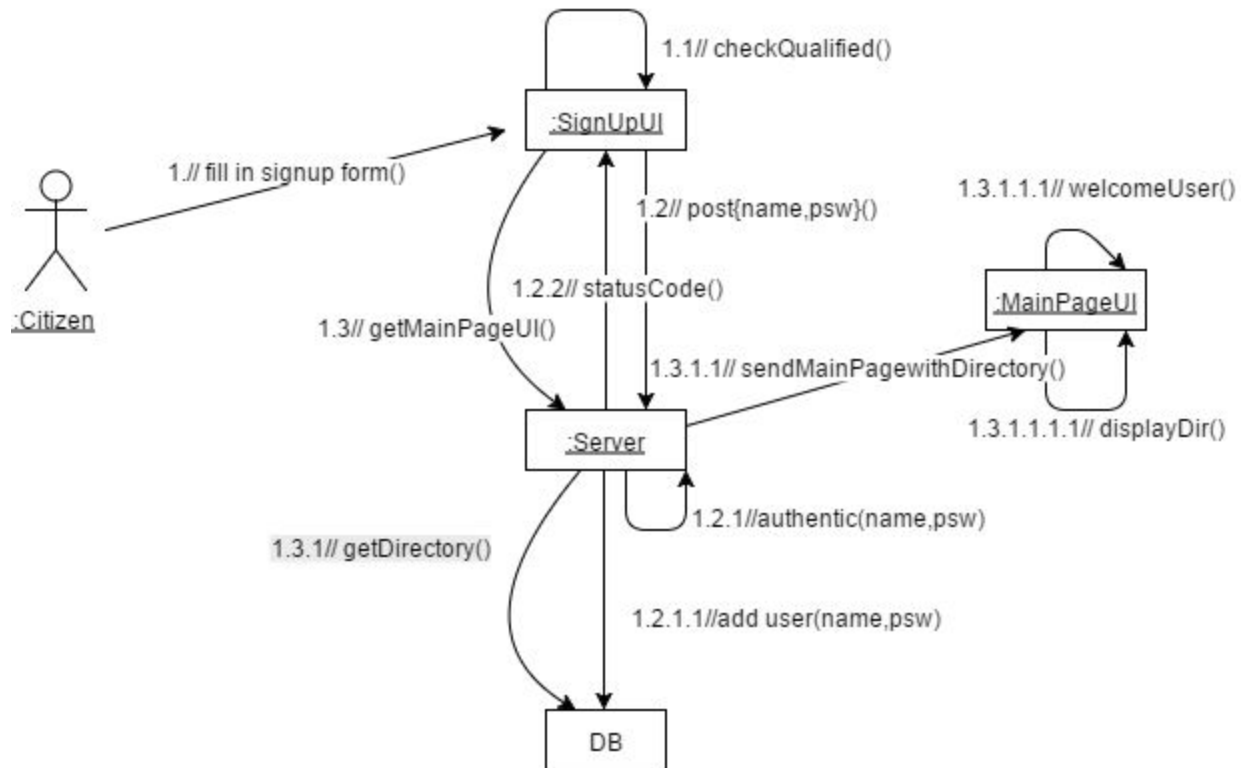 1.1// checkQualified()
:SignUpUI
1.// fill in signup form()
1.3.1.1.1// welcomeUser()
1.2// post{name,psw}()
1.2.2// statusCode()
:MainPageUI
:Citizen
1.3// getMainPageUI()
1.3.1.1// sendMainPagewithDirectory()
1.3.1.1.1.1// displayDir()
:Server
1.2.1//authentic(name,psw)
1.3.1// getDirectory()
1.2.1.1//add user(name,psw)
DB